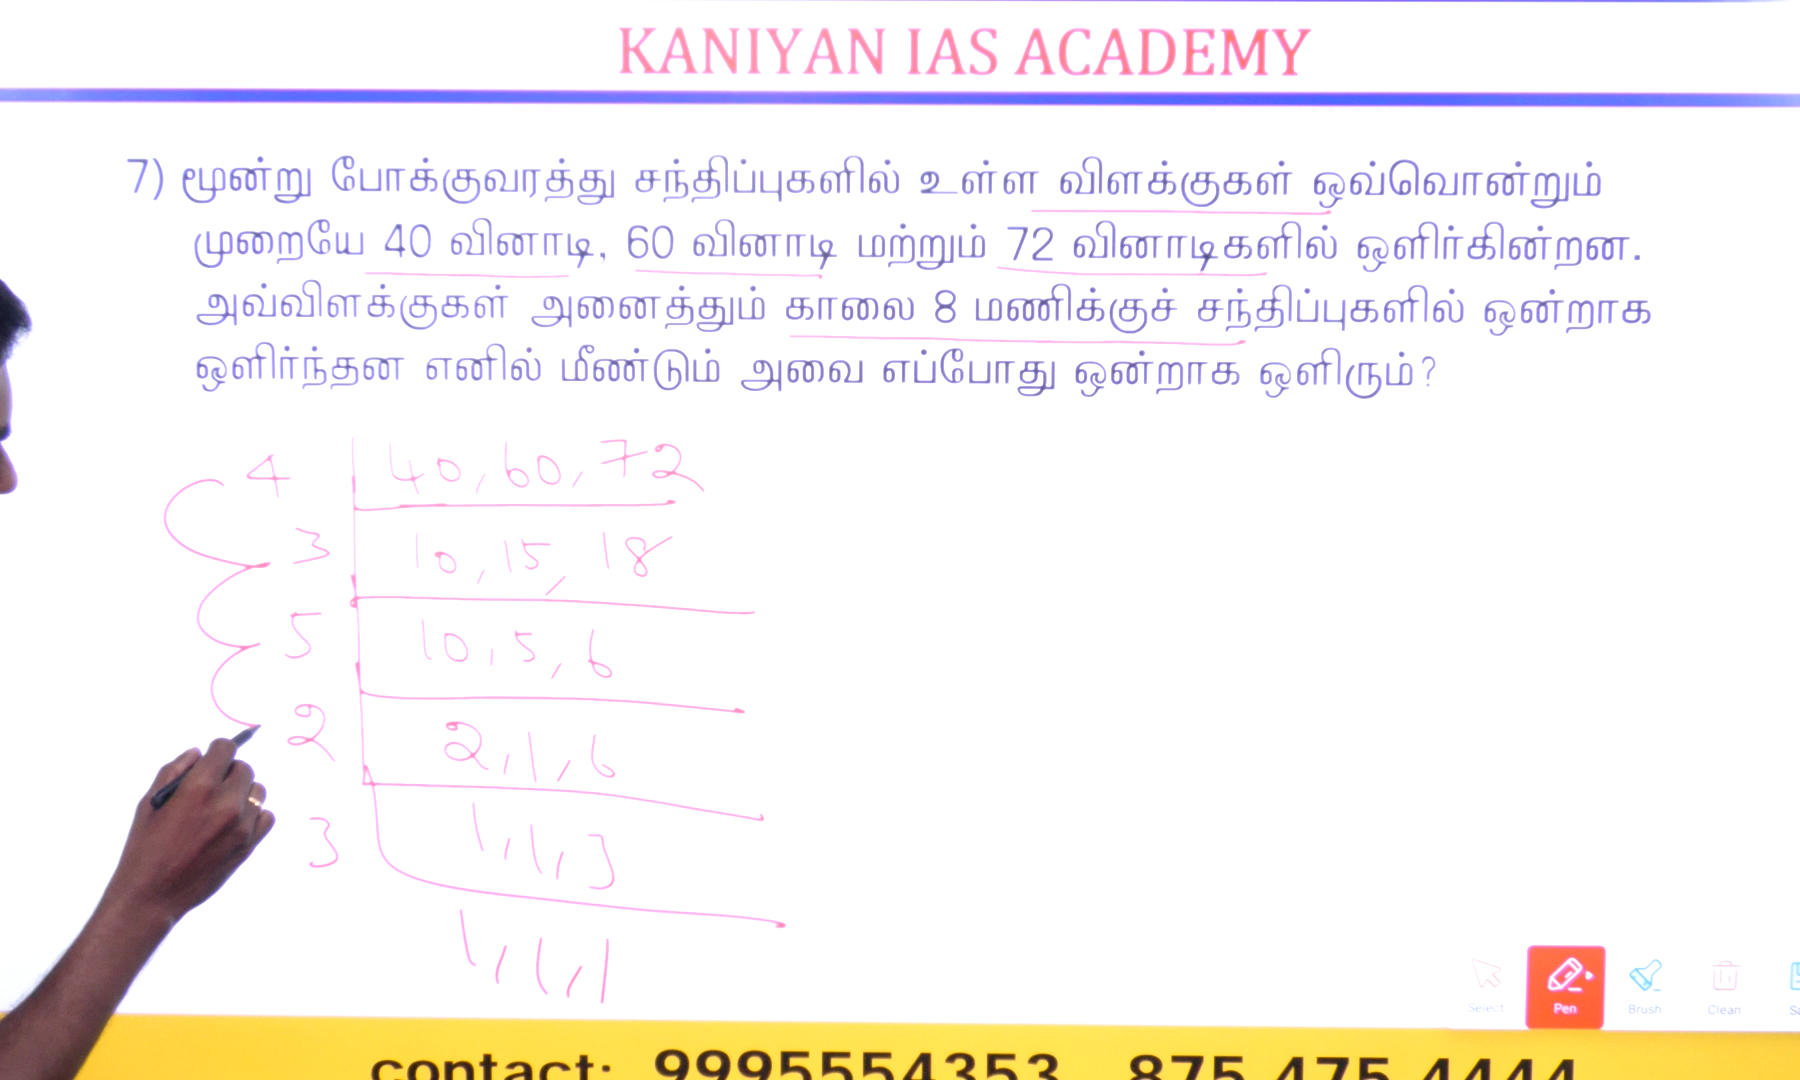 KANIYAN IAS ACADEMY
7) மூன்று போக்குவரத்து சந்திப்புகளில் உள்ள விளக்குகள் ஒவ்வொன்றும்
முறையே 40 வினாடி, 60 வினாடி மற்றும் 72 வினாடிகளில் ஒளிர்கின்றன.
அவ்விளக்குகள் அனைத்தும் காலை 8 மணிக்குச் சந்திப்புகளில் ஒன்றாக
ஒளிர்ந்தன எனில் மீண்டும் அவை எப்போது ஒன்றாக ஒளிரும்?
4 40, 60, 72
3 10, 15, 18
5 10, 5, 6
2 2, 1, 6
3 1, 1, 3
1, 1, 1
Select Pen Brush Clean
contact: 9995554353 875 475 4444